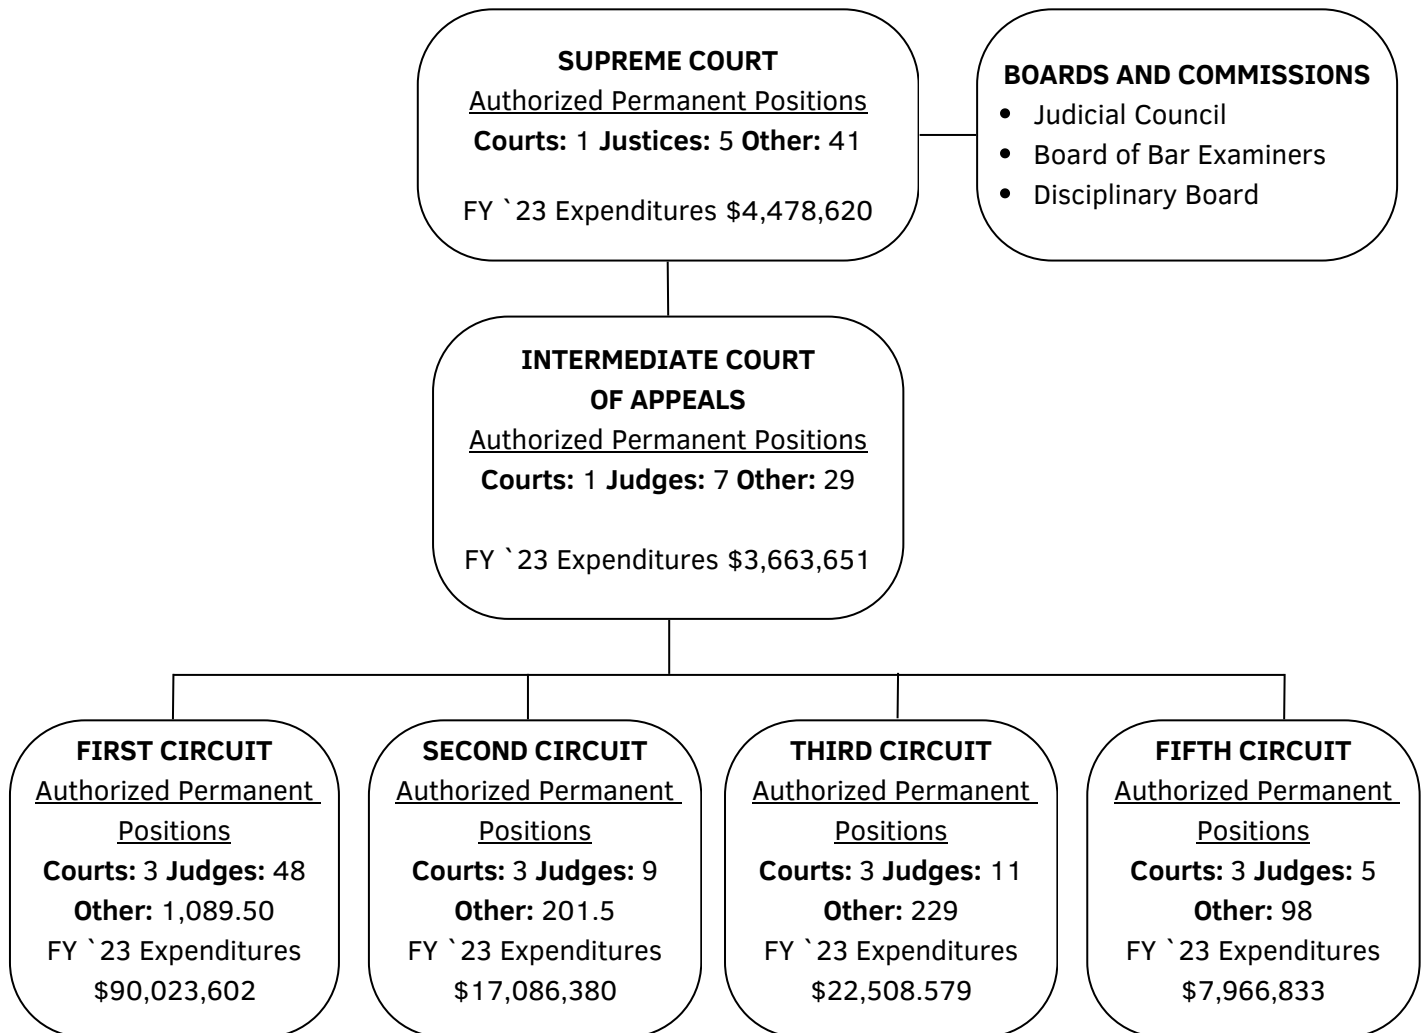 SUPREME COURT
Authorized Permanent Positions
Courts: 1 Justices: 5 Other: 41
FY `23 Expenditures $4,478,620
BOARDS AND COMMISSIONS
• Judicial Council
• Board of Bar Examiners
• Disciplinary Board
INTERMEDIATE COURT
OF APPEALS
Authorized Permanent Positions
Courts: 1 Judges: 7 Other: 29
FY `23 Expenditures $3,663,651
FIRST CIRCUIT
Authorized Permanent
Positions
Courts: 3 Judges: 48
Other: 1,089.50
FY `23 Expenditures
$90,023,602
SECOND CIRCUIT
Authorized Permanent
Positions
Courts: 3 Judges: 9
Other: 201.5
FY `23 Expenditures
$17,086,380
THIRD CIRCUIT
Authorized Permanent
Positions
Courts: 3 Judges: 11
Other: 229
FY `23 Expenditures
$22,508.579
FIFTH CIRCUIT
Authorized Permanent
Positions
Courts: 3 Judges: 5
Other: 98
FY `23 Expenditures
$7,966,833